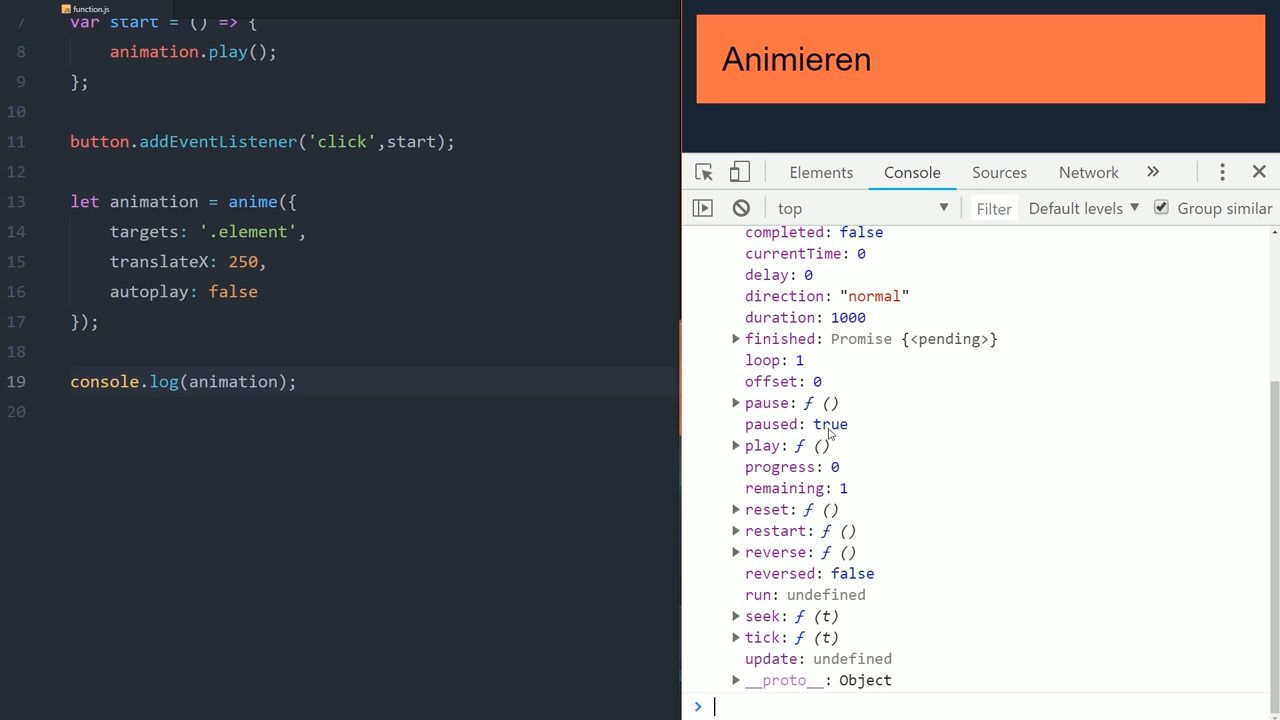 function.js
7 var start = () => {
8 animation.play();
9 };
10
11 button.addEventListener('click',start);
12
13 let animation = anime({
14 targets: '.element',
15 translateX: 250,
16 autoplay: false
17 });
18
19 console.log(animation);
20
Animieren
Elements Console Sources Network »
top Filter Default levels ▼ Group similar
completed: false
currentTime: 0
delay: 0
direction: "normal"
duration: 1000
finished: Promise {<pending>}
loop: 1
offset: 0
pause: ƒ ()
paused: true
play: ƒ ()
progress: 0
remaining: 1
reset: ƒ ()
restart: ƒ ()
reverse: ƒ ()
reversed: false
run: undefined
seek: ƒ (t)
tick: ƒ (t)
update: undefined
__proto__: Object